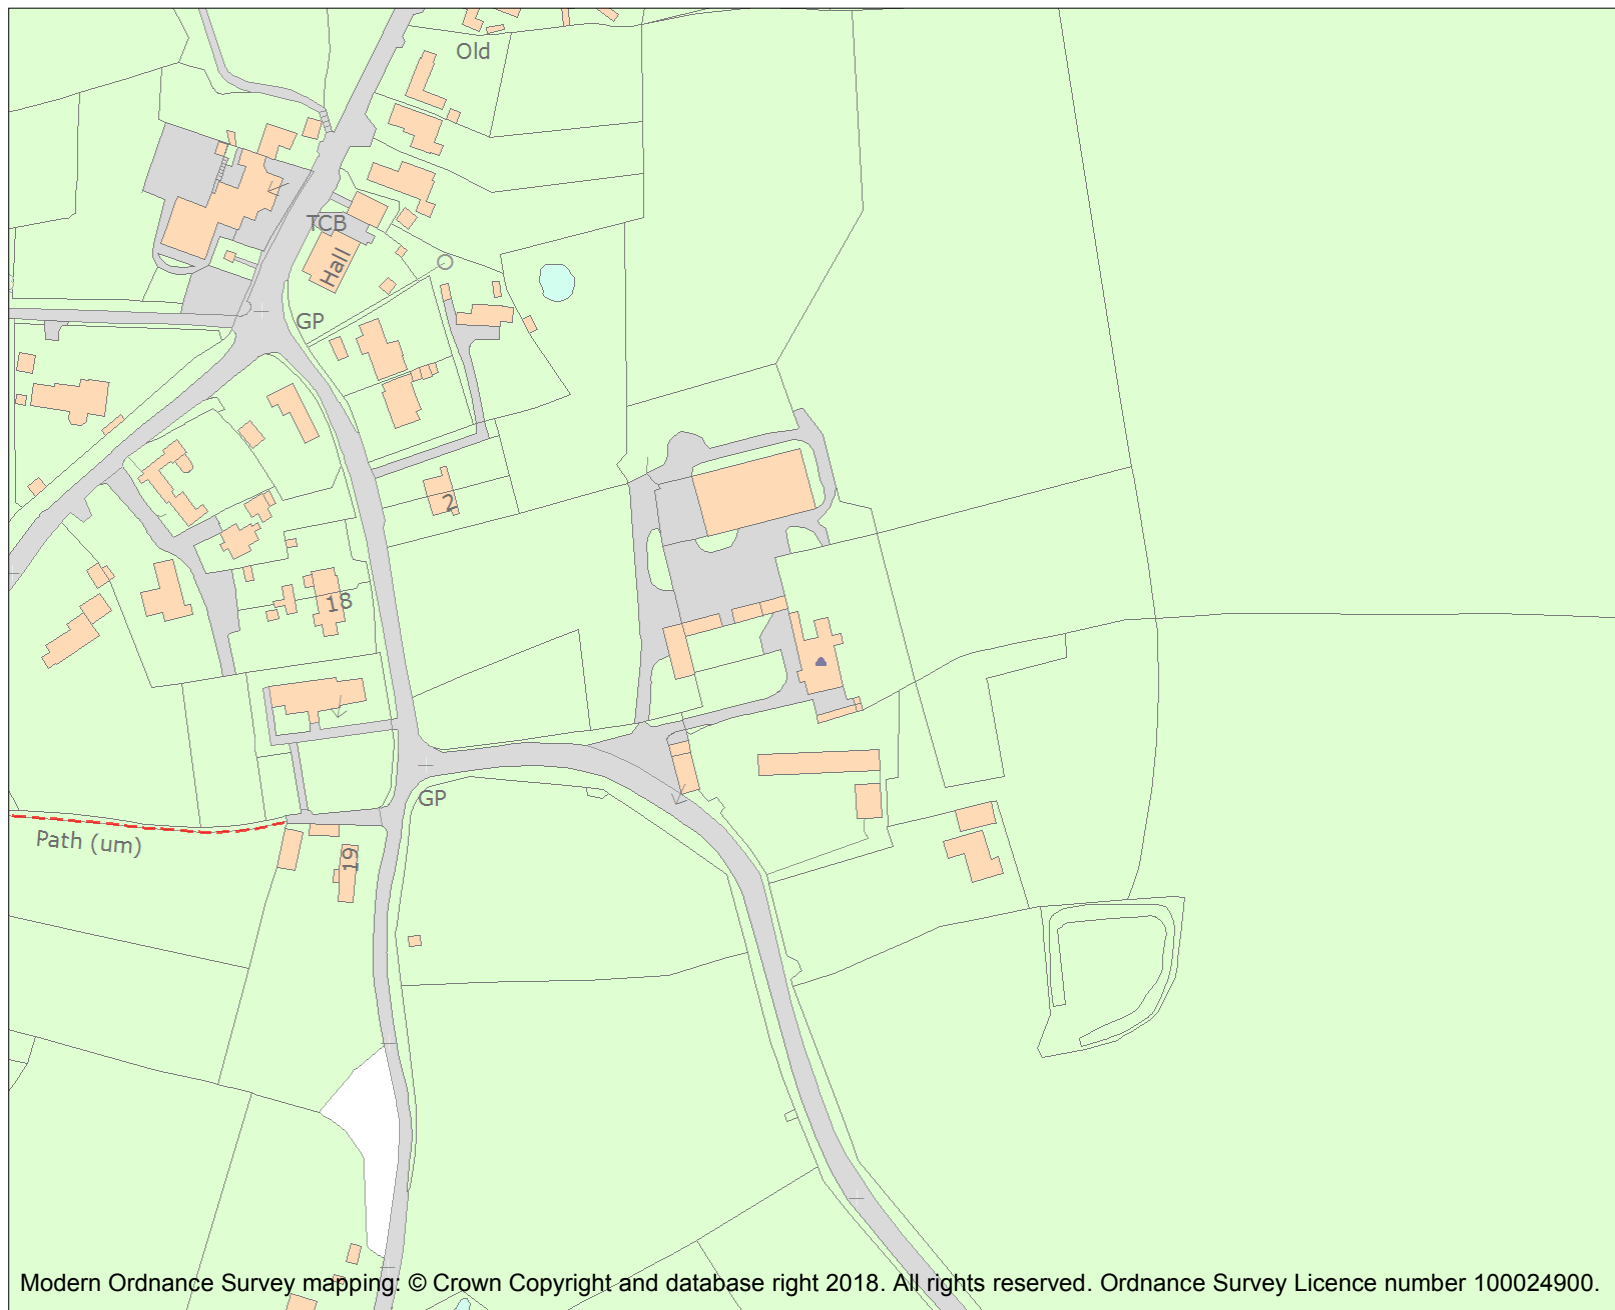 Old
TCB
Hall
GP
2
18
GP
Path (um)
19
Modern Ordnance Survey mapping: © Crown Copyright and database right 2018. All rights reserved. Ordnance Survey Licence number 100024900.